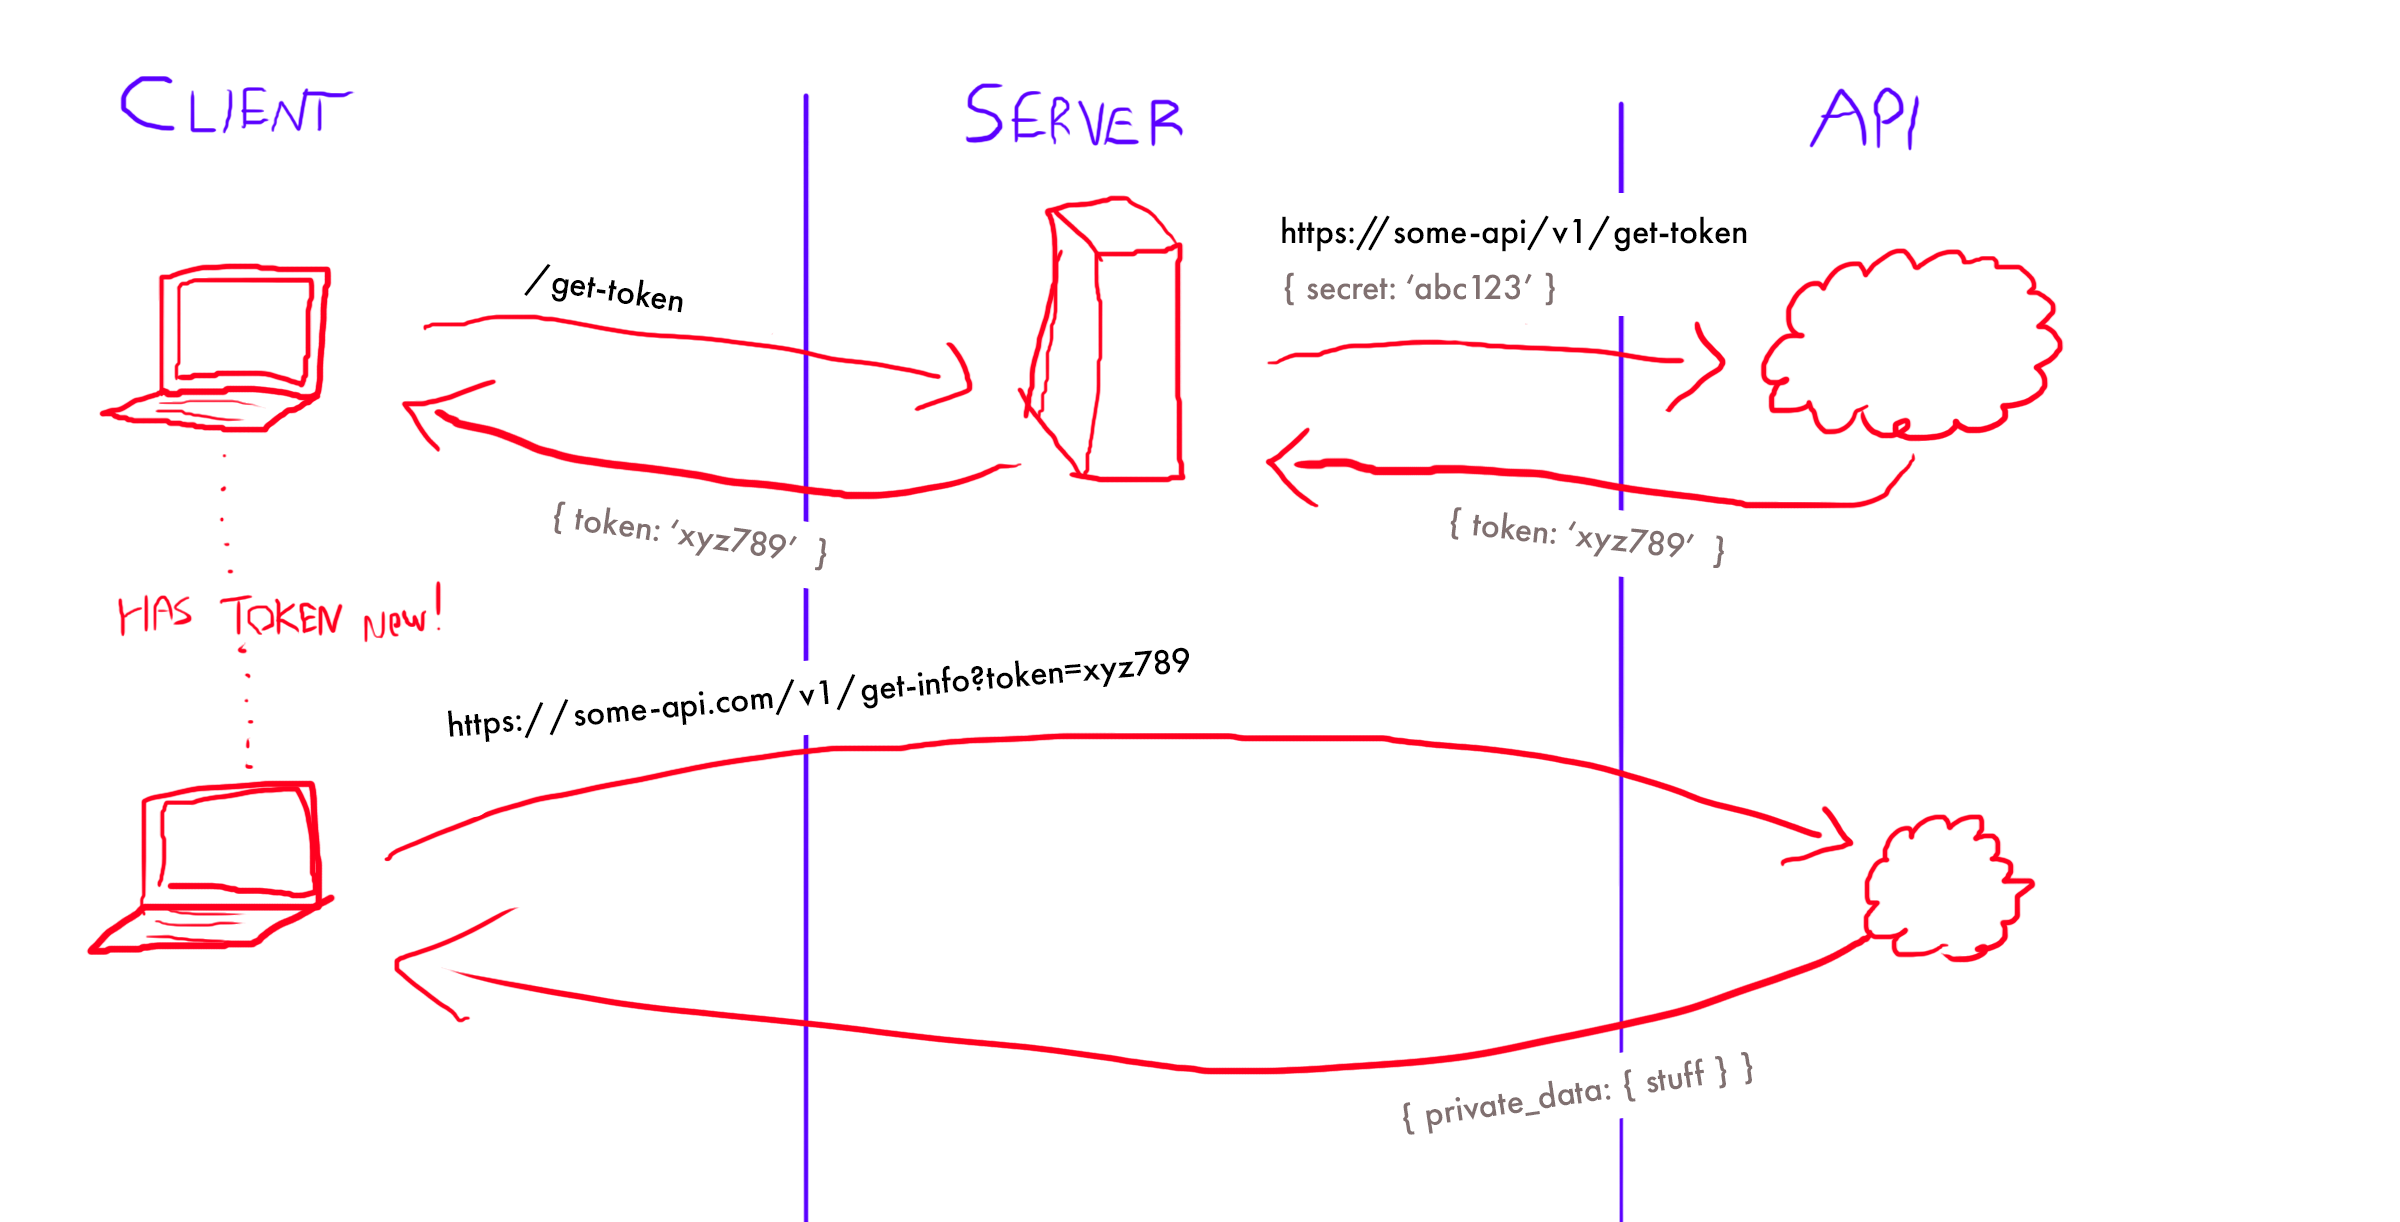 CLIENT
SERVER
API
/get-token
https://some-api/v1/get-token
{ secret: ‘abc123’ }
{ token: ‘xyz789’ }
{ token: ‘xyz789’ }
HAS TOKEN NEW!
https://some-api.com/v1/get-info?token=xyz789
{ private_data: { stuff } }